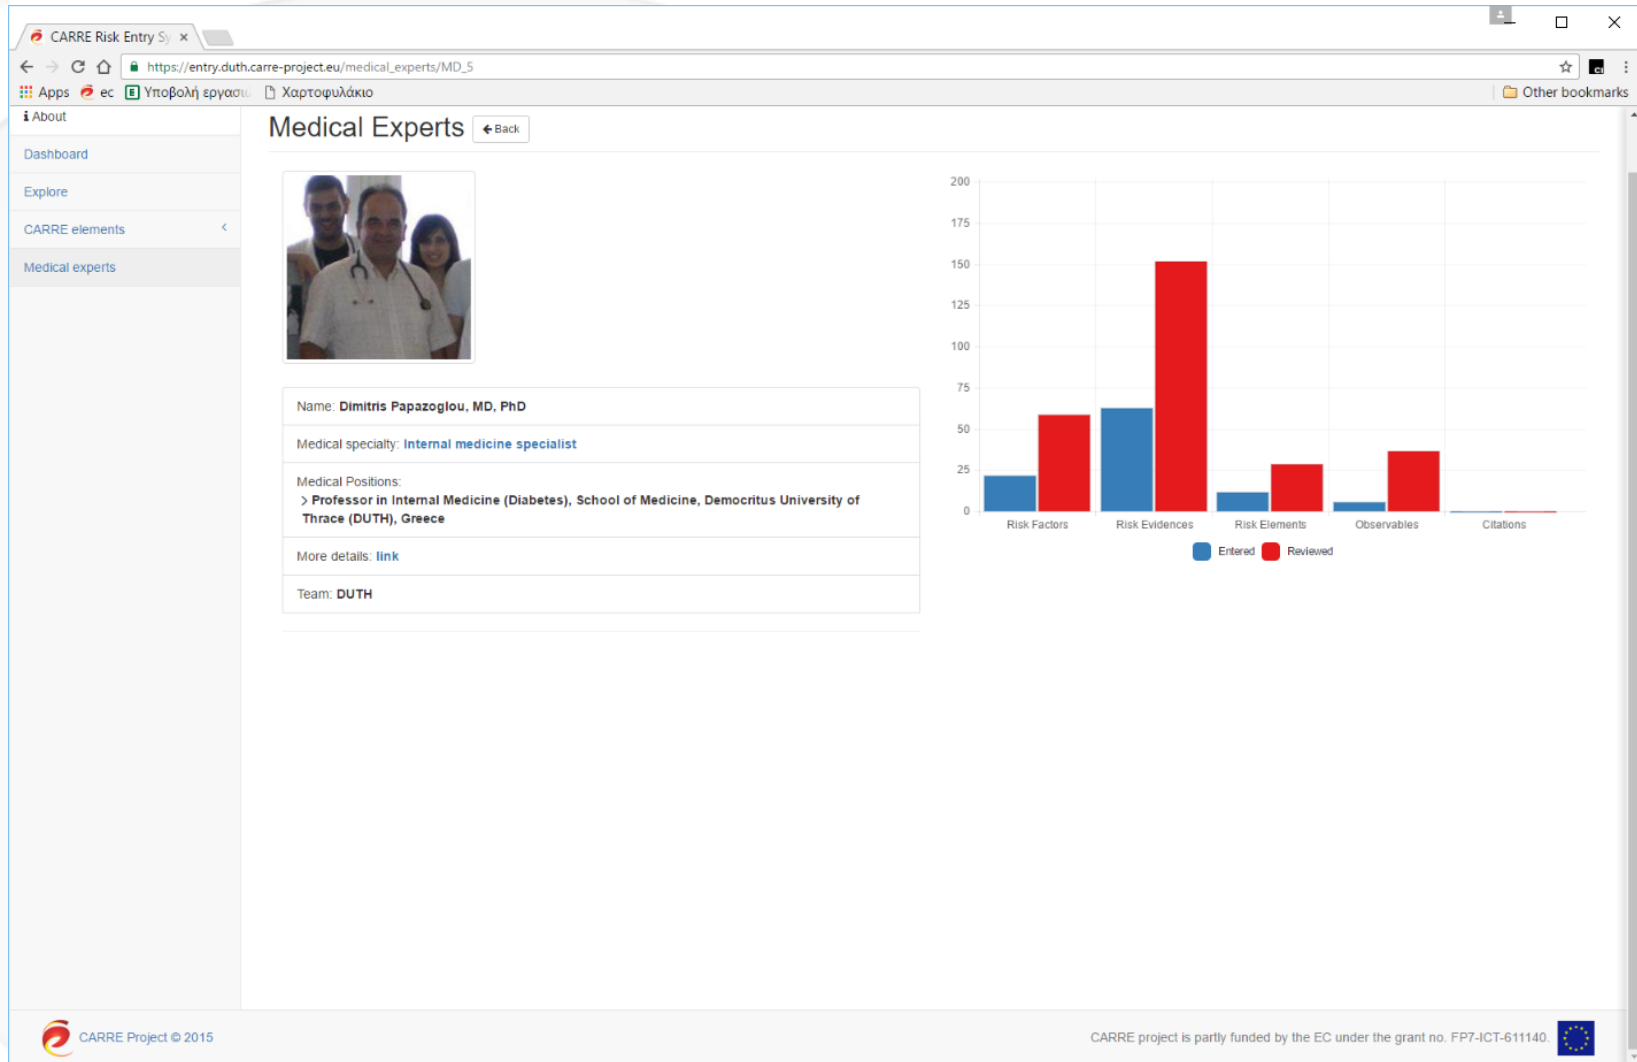 CARRE Risk Entry Sy
https://entry.duth.carre-project.eu/medical_experts/MD_5
Apps ec Υποβολή εργασιώ Χαρτοφυλάκιο Other bookmarks
About
Dashboard
Explore
CARRE elements
Medical experts
Medical Experts Back
Name: Dimitris Papazoglou, MD, PhD
Medical specialty: Internal medicine specialist
Medical Positions:
> Professor in Internal Medicine (Diabetes), School of Medicine, Democritus University of
Thrace (DUTH), Greece
More details: link
Team: DUTH
200
175
150
125
100
75
50
25
0
Risk Factors Risk Evidences Risk Elements Observables Citations
Entered Reviewed
CARRE Project © 2015
CARRE project is partly funded by the EC under the grant no. FP7-ICT-611140.